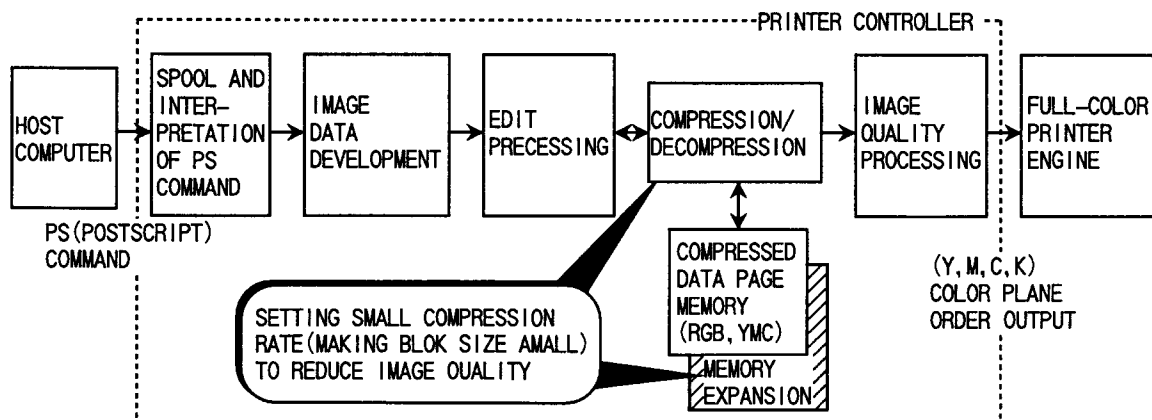 PRINTER CONTROLLER
HOST
COMPUTER
SPOOL AND
INTER-
PRETATION
OF PS
COMMAND
IMAGE
DATA
DEVELOPMENT
EDIT
PRECESSING
COMPRESSION/
DECOMPRESSION
IMAGE
QUALITY
PROCESSING
FULL-COLOR
PRINTER
ENGINE
PS(POSTSCRIPT)
COMMAND
COMPRESSED
DATA PAGE
MEMORY
(RGB,YMC)
MEMORY
EXPANSION
(Y,M,C,K)
COLOR PLANE
ORDER OUTPUT
SETTING SMALL COMPRESSION
RATE(MAKING BLOK SIZE AMALL)
TO REDUCE IMAGE OUALITY